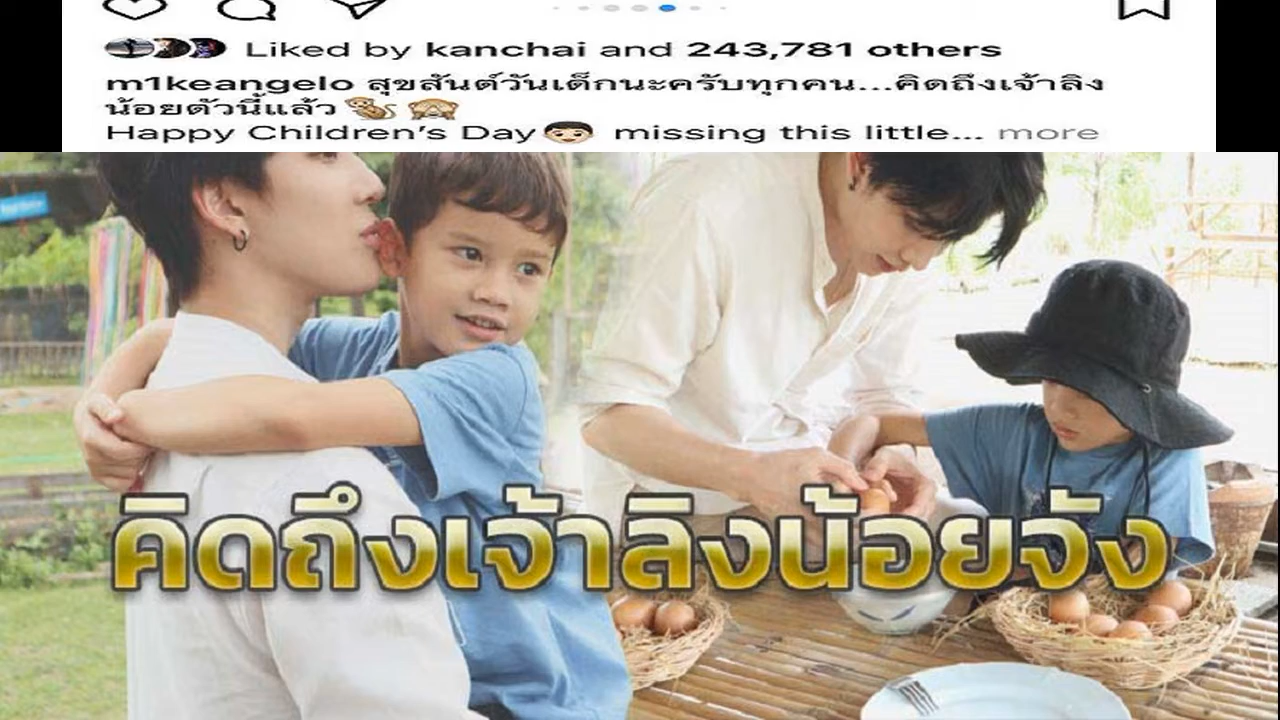 Liked by kanchai and 243,781 others
m1keangelo สุขสันต์วันเด็กนะครับทุกคน...คิดถึงเจ้าลิง
น้อยตัวนี้แล้ว🐒 🙈
Happy Children’s Day👦🏻 missing this little... more
คิดถึงเจ้าลิงน้อยจัง